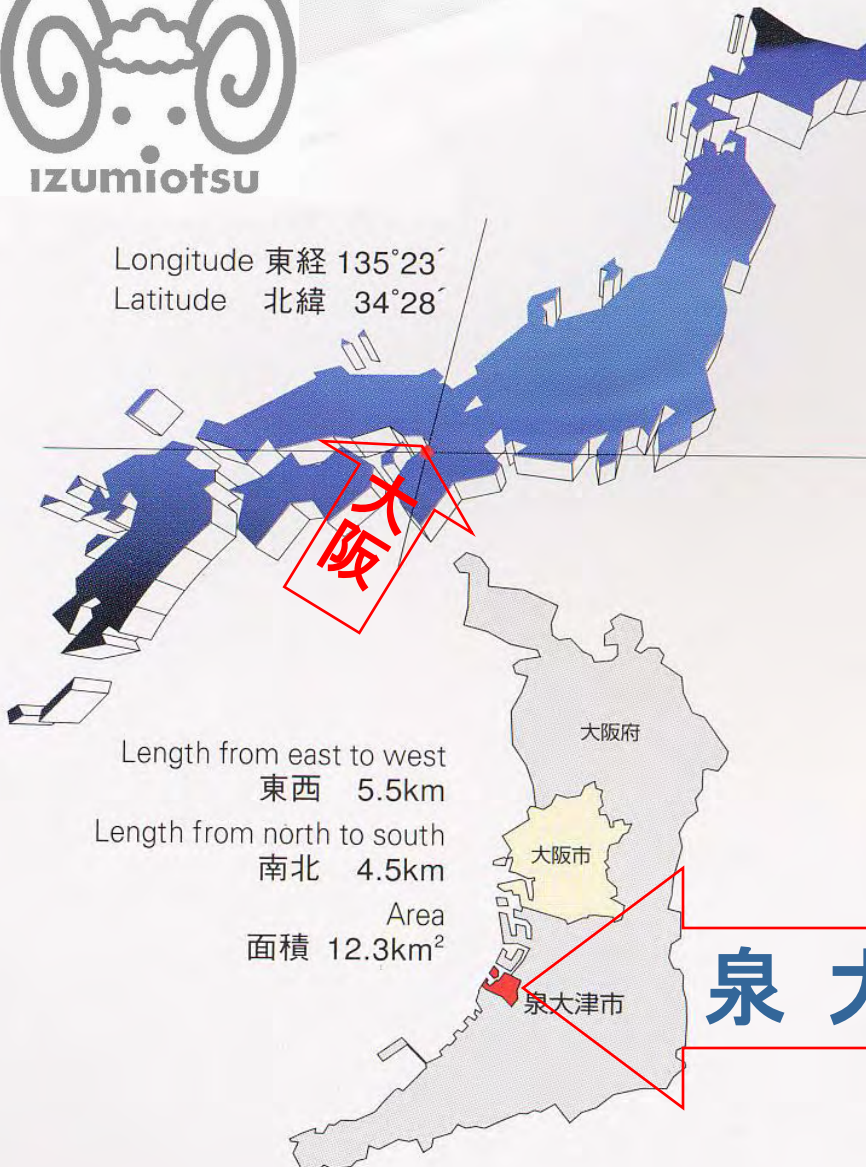 ızumıotsu
Longitude 東経 135°23´
Latitude 北緯 34°28´
大阪
大阪府
Length from east to west
東西 5.5km
Length from north to south
南北 4.5km
大阪市
Area
面積 12.3km²
泉大
泉大津市